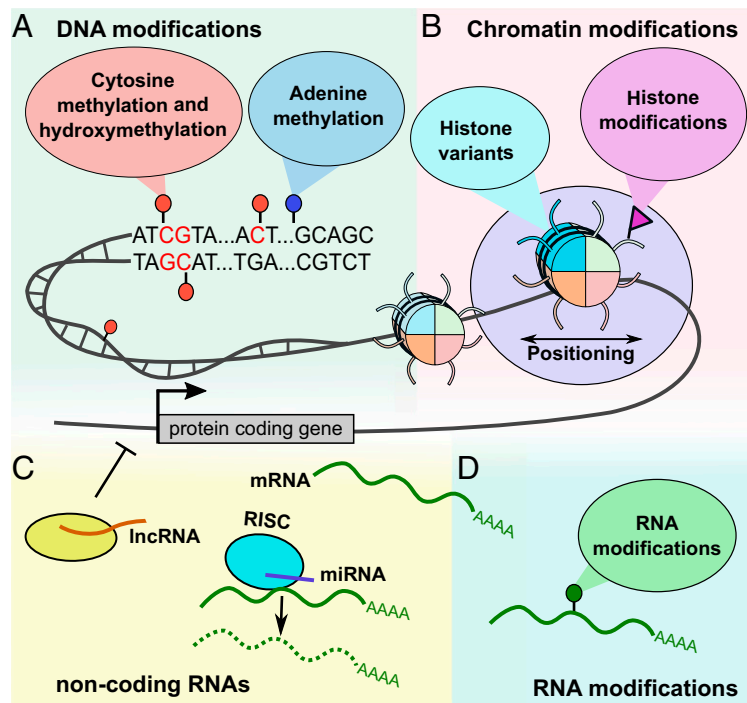 A DNA modifications
B Chromatin modifications
Cytosine
methylation and
hydroxymethylation
Adenine
methylation
Histone
variants
Histone
modifications
ATCGTA...ACT...GCAGC
TAGCAT...TGA...CGTCT
Positioning
protein coding gene
C
lncRNA
mRNA
AAAA
RISC
miRNA
AAAA
AAAA
non-coding RNAs
D
RNA
modifications
AAAA
RNA modifications